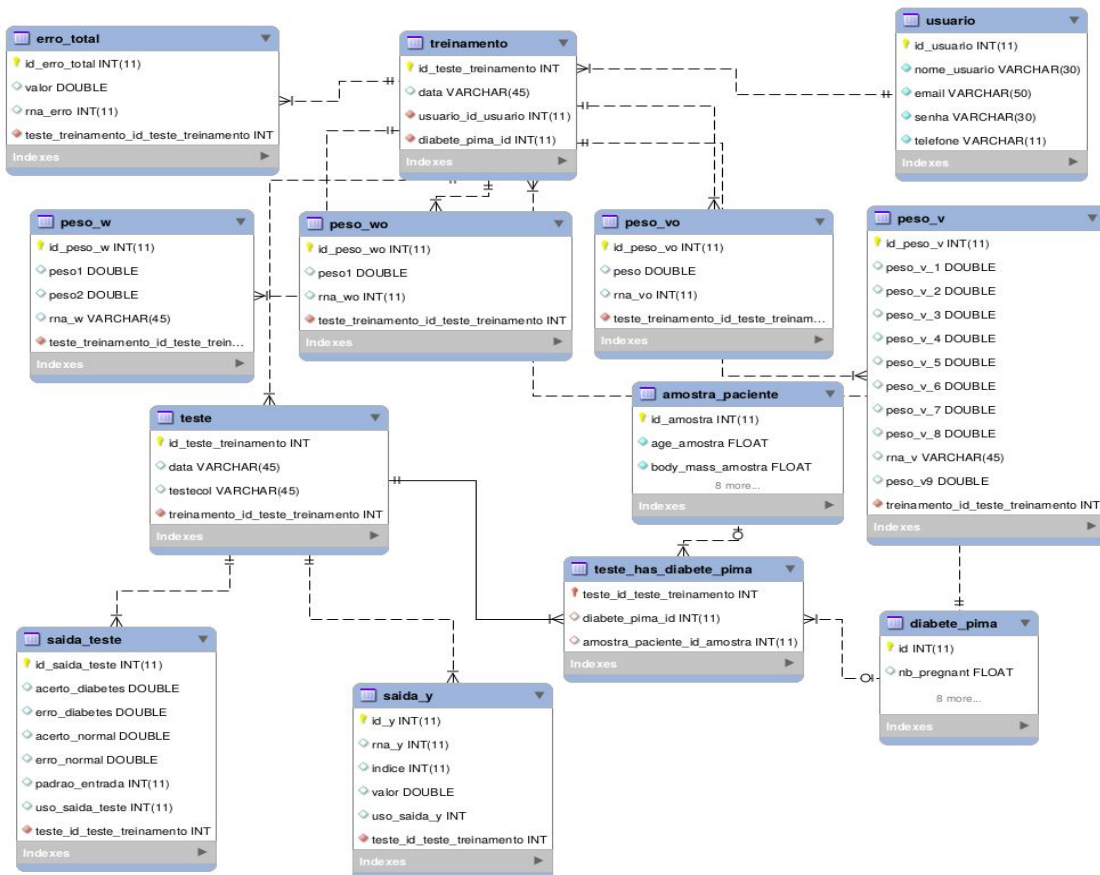 erro_total
id_erro_total INT(11)
valor DOUBLE
rna_erro INT(11)
teste_treinamento_id_teste_treinamento INT
Indexes
treinamento
id_teste_treinamento INT
data VARCHAR(45)
usuario_id_usuario INT(11)
diabete_pima_id INT(11)
Indexes
usuario
id_usuario INT(11)
nome_usuario VARCHAR(30)
email VARCHAR(50)
senha VARCHAR(30)
telefone VARCHAR(11)
Indexes
peso_w
id_peso_w INT(11)
peso1 DOUBLE
peso2 DOUBLE
rna_w VARCHAR(45)
teste_treinamento_id_teste_trein...
Indexes
peso_wo
id_peso_wo INT(11)
peso1 DOUBLE
rna_wo INT(11)
teste_treinamento_id_teste_treinamento INT
Indexes
peso_vo
id_peso_vo INT(11)
peso DOUBLE
rna_vo INT(11)
teste_treinamento_id_teste_treinam...
Indexes
peso_v
id_peso_v INT(11)
peso_v_1 DOUBLE
peso_v_2 DOUBLE
peso_v_3 DOUBLE
peso_v_4 DOUBLE
peso_v_5 DOUBLE
peso_v_6 DOUBLE
peso_v_7 DOUBLE
peso_v_8 DOUBLE
rna_v VARCHAR(45)
peso_v9 DOUBLE
treinamento_id_teste_treinamento INT
Indexes
teste
id_teste_treinamento INT
data VARCHAR(45)
testecol VARCHAR(45)
treinamento_id_teste_treinamento INT
Indexes
amostra_paciente
id_amostra INT(11)
age_amostra FLOAT
body_mass_amostra FLOAT
8 more...
Indexes
teste_has_diabete_pima
teste_id_teste_treinamento INT
diabete_pima_id INT(11)
amostra_paciente_id_amostra INT(11)
Indexes
diabete_pima
id INT(11)
nb_pregnant FLOAT
8 more...
Indexes
saida_teste
id_saida_teste INT(11)
acerto_diabetes DOUBLE
erro_diabetes DOUBLE
acerto_normal DOUBLE
erro_normal DOUBLE
padrao_entrada INT(11)
uso_saida_teste INT(11)
teste_id_teste_treinamento INT
Indexes
saida_y
id_y INT(11)
rna_y INT(11)
indice INT(11)
valor DOUBLE
uso_saida_y INT
teste_id_teste_treinamento INT
Indexes